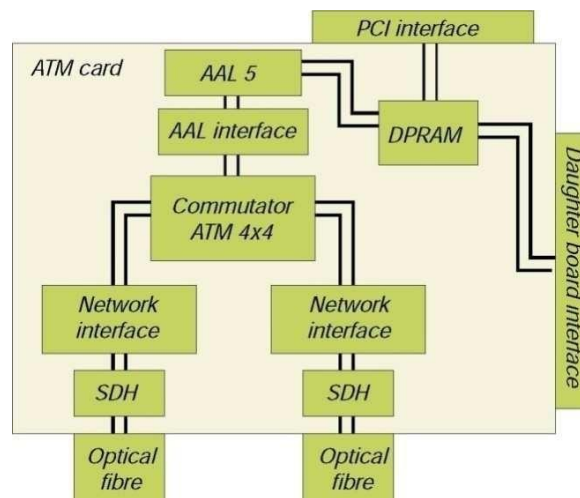 PCI interface
ATM card
AAL 5
AAL interface
DPRAM
Commutator
ATM 4x4
Daughter board interface
Network
interface
Network
interface
SDH
SDH
Optical
fibre
Optical
fibre